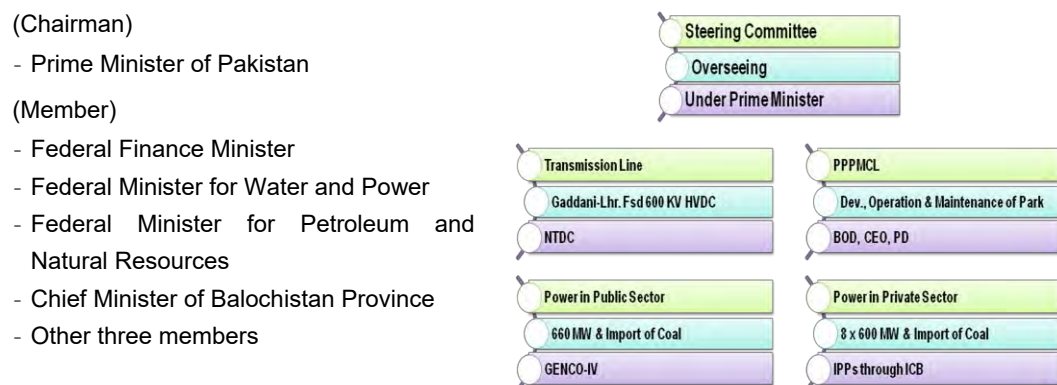 (Chairman)
- Prime Minister of Pakistan
(Member)
- Federal Finance Minister
- Federal Minister for Water and Power
- Federal Minister for Petroleum and
Natural Resources
- Chief Minister of Balochistan Province
- Other three members
Steering Committee
Overseeing
Under Prime Minister
Transmission Line
Gaddani-Lhr. Fsd 600 KV HVDC
NTDC
PPPMCL
Dev., Operation & Maintenance of Park
BOD, CEO, PD
Power in Public Sector
660 MW & Import of Coal
GENCO-IV
Power in Private Sector
8 x 600 MW & Import of Coal
IPPs through ICB